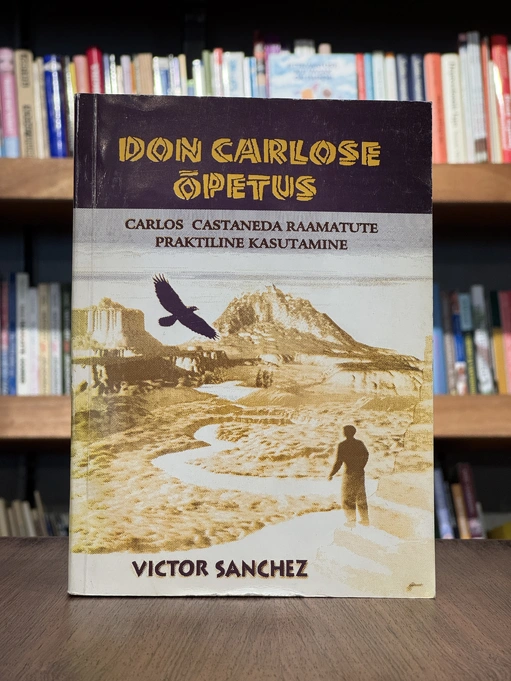 DON CARLOSE
ÕPETUS
CARLOS CASTANEDA RAAMATUTE
PRAKTILINE KASUTAMINE
VICTOR SANCHEZ